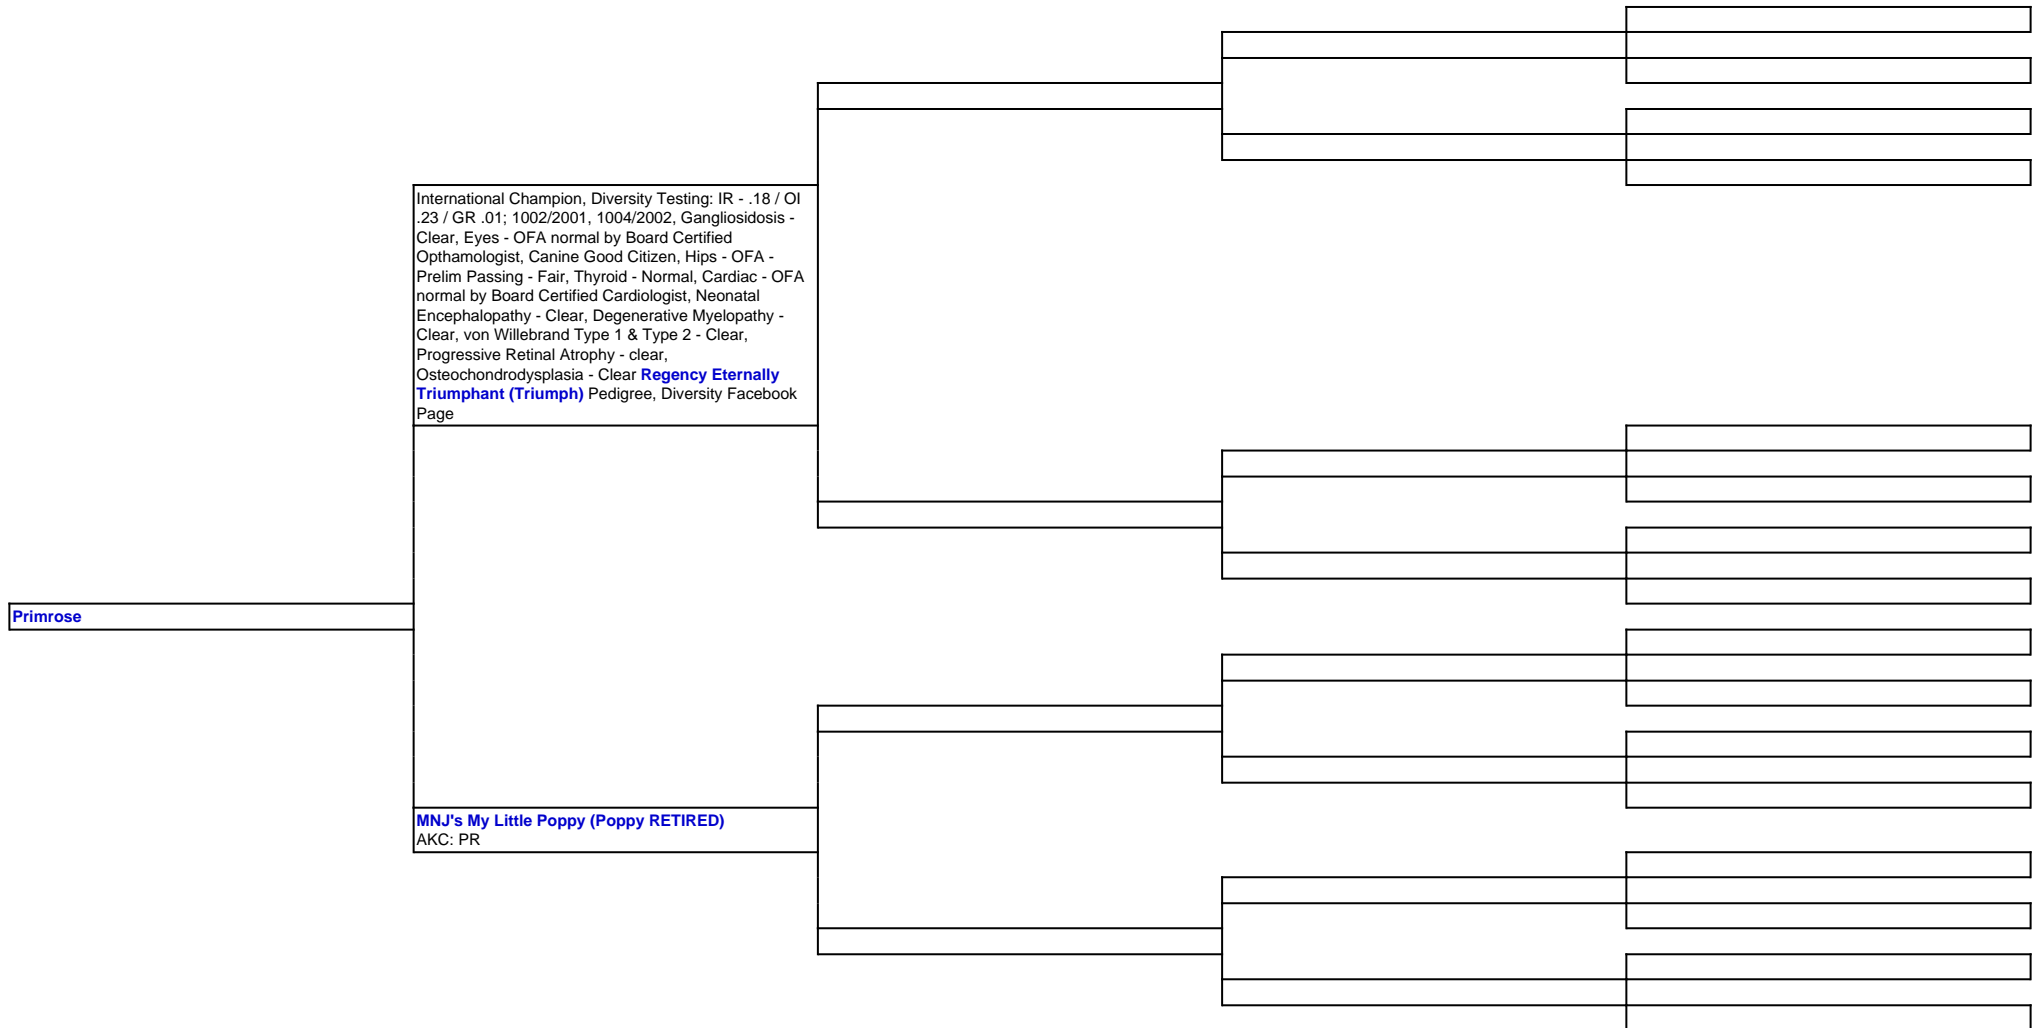 International Champion, Diversity Testing: IR - .18 / OI
.23 / GR .01; 1002/2001, 1004/2002, Gangliosidosis -
Clear, Eyes - OFA normal by Board Certified
Opthamologist, Canine Good Citizen, Hips - OFA -
Prelim Passing - Fair, Thyroid - Normal, Cardiac - OFA
normal by Board Certified Cardiologist, Neonatal
Encephalopathy - Clear, Degenerative Myelopathy -
Clear, von Willebrand Type 1 & Type 2 - Clear,
Progressive Retinal Atrophy - clear,
Osteochondrodysplasia - Clear Regency Eternally
Triumphant (Triumph) Pedigree, Diversity Facebook
Page
Primrose
MNJ's My Little Poppy (Poppy RETIRED)
AKC: PR